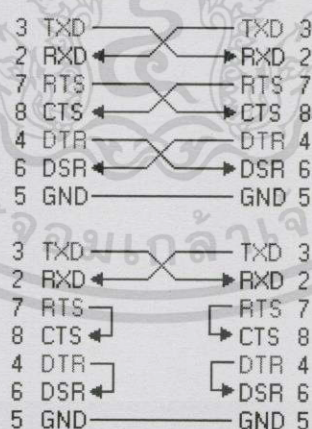 3 TXD TXD 3
2 RXD RXD 2
7 RTS RTS 7
8 CTS CTS 8
4 DTR DTR 4
6 DSR DSR 6
5 GND GND 5
3 TXD TXD 3
2 RXD RXD 2
7 RTS RTS 7
8 CTS CTS 8
4 DTR DTR 4
6 DSR DSR 6
5 GND GND 5